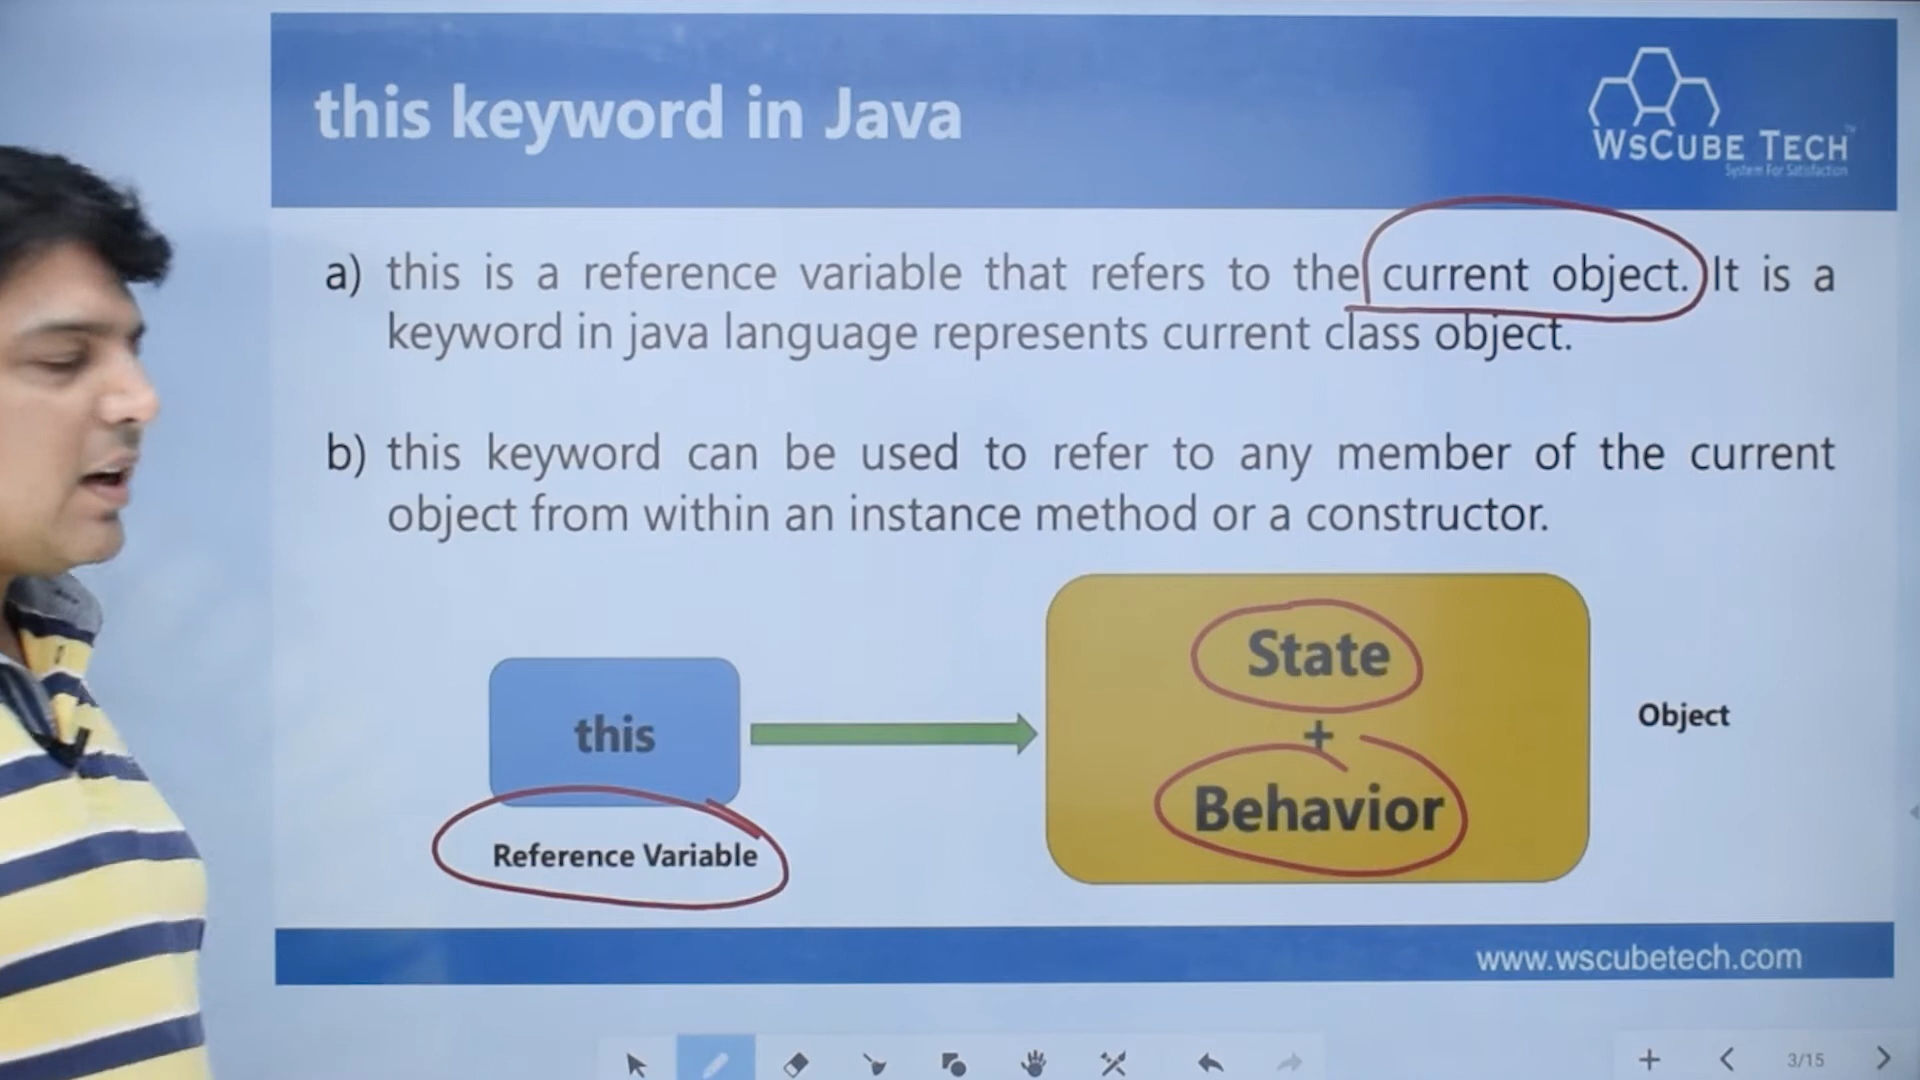 this keyword in Java
WsCube Tech
System For Satisfaction
a) this is a reference variable that refers to the current object. It is a
keyword in java language represents current class object.
b) this keyword can be used to refer to any member of the current
object from within an instance method or a constructor.
this
Reference Variable
State
+
Behavior
Object
www.wscubetech.com
3/15